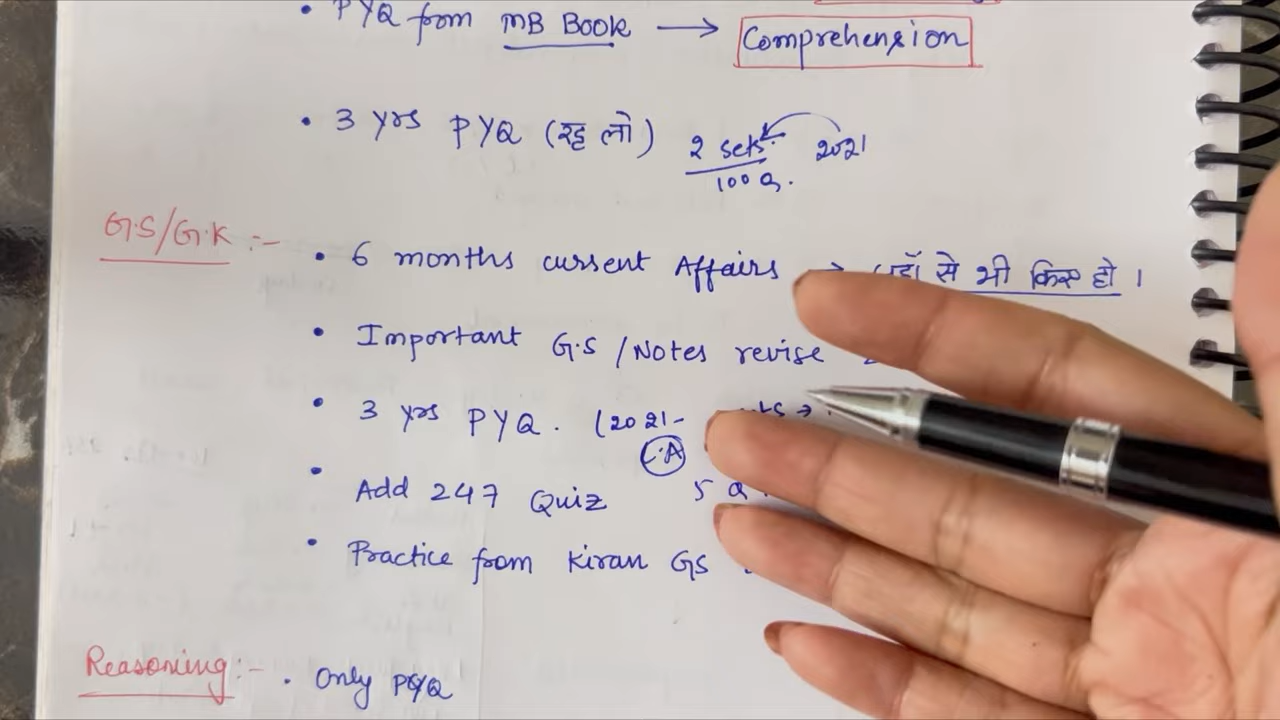 • PYQ from MB Book → Comprehension
• 3 yrs PYQ (रट्ट लो) 2 sets 2021
100 Q.
G.S/G.K :-
• 6 months current Affairs → से भी किस हो ।
• Important G.S /Notes revise
• 3 yrs PYQ. (2021-
C.A
• Add 247 Quiz 5 Q
• Practice from Kiran GS
Reasoning :- • Only PYQ